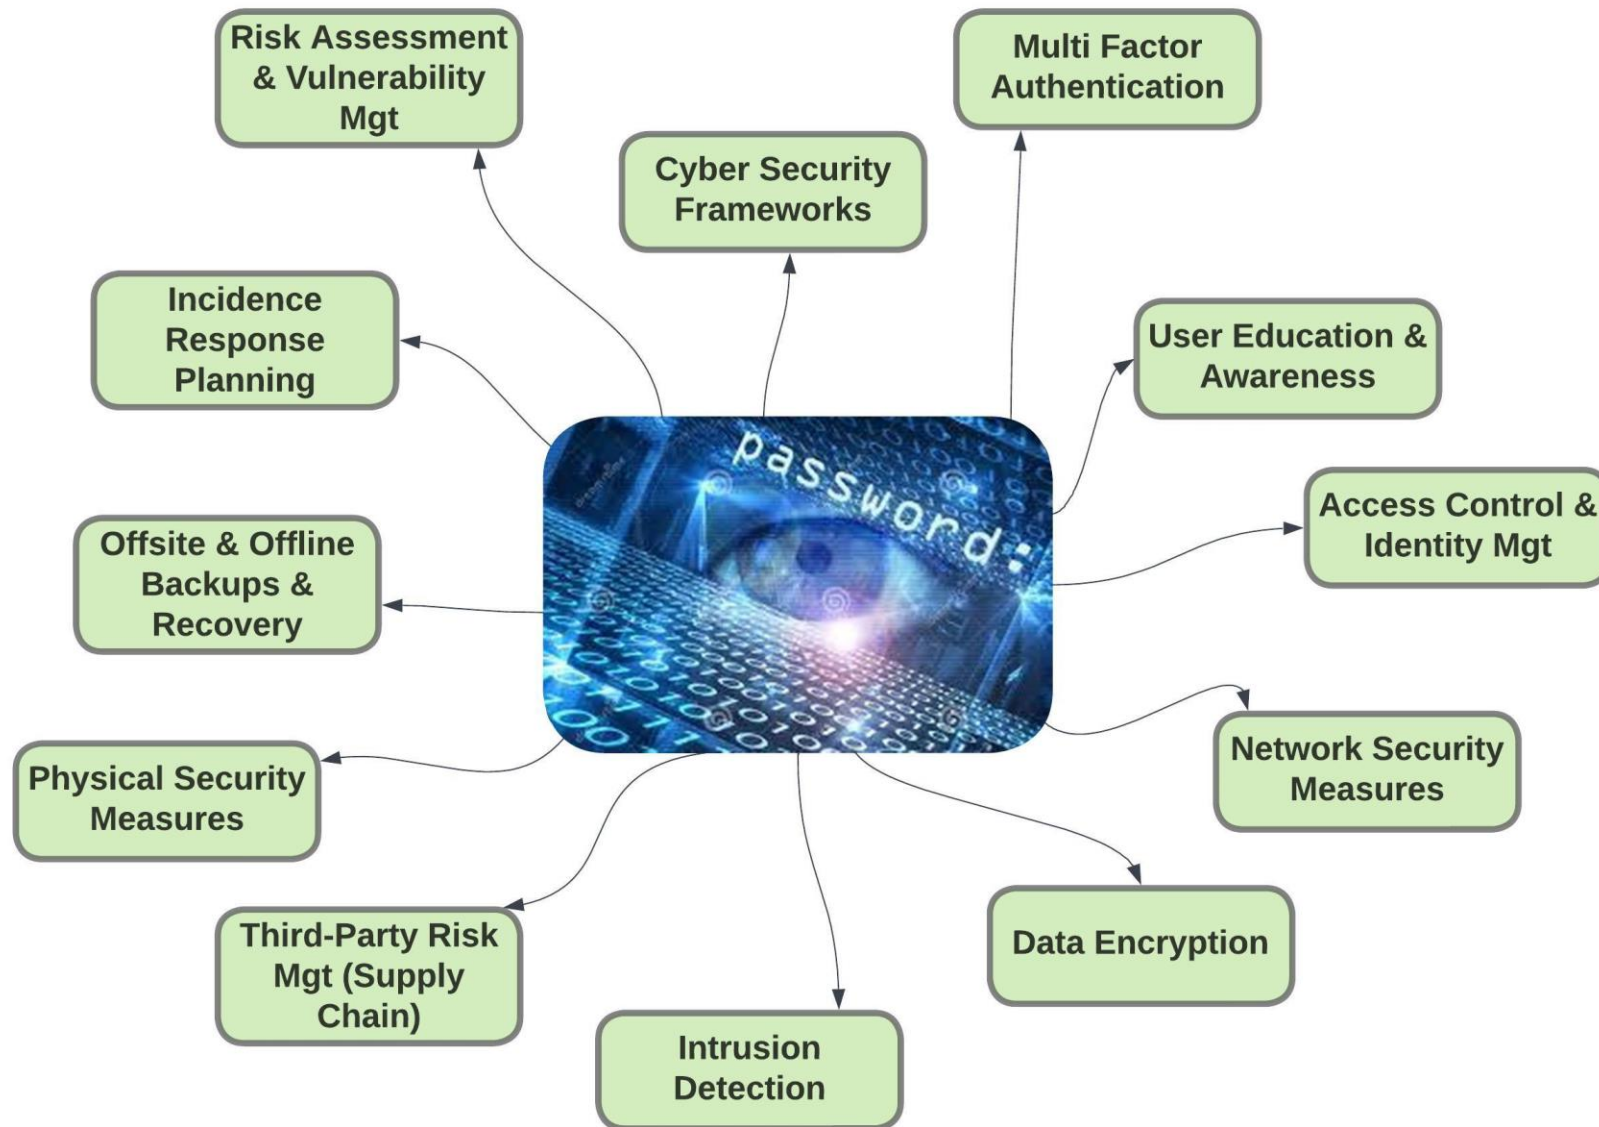 Risk Assessment
& Vulnerability
Mgt
Multi Factor
Authentication
Cyber Security
Frameworks
Incidence
Response
Planning
User Education &
Awareness
password:
Access Control &
Identity Mgt
Offsite & Offline
Backups &
Recovery
Network Security
Measures
Physical Security
Measures
Third-Party Risk
Mgt (Supply
Chain)
Data Encryption
Intrusion
Detection